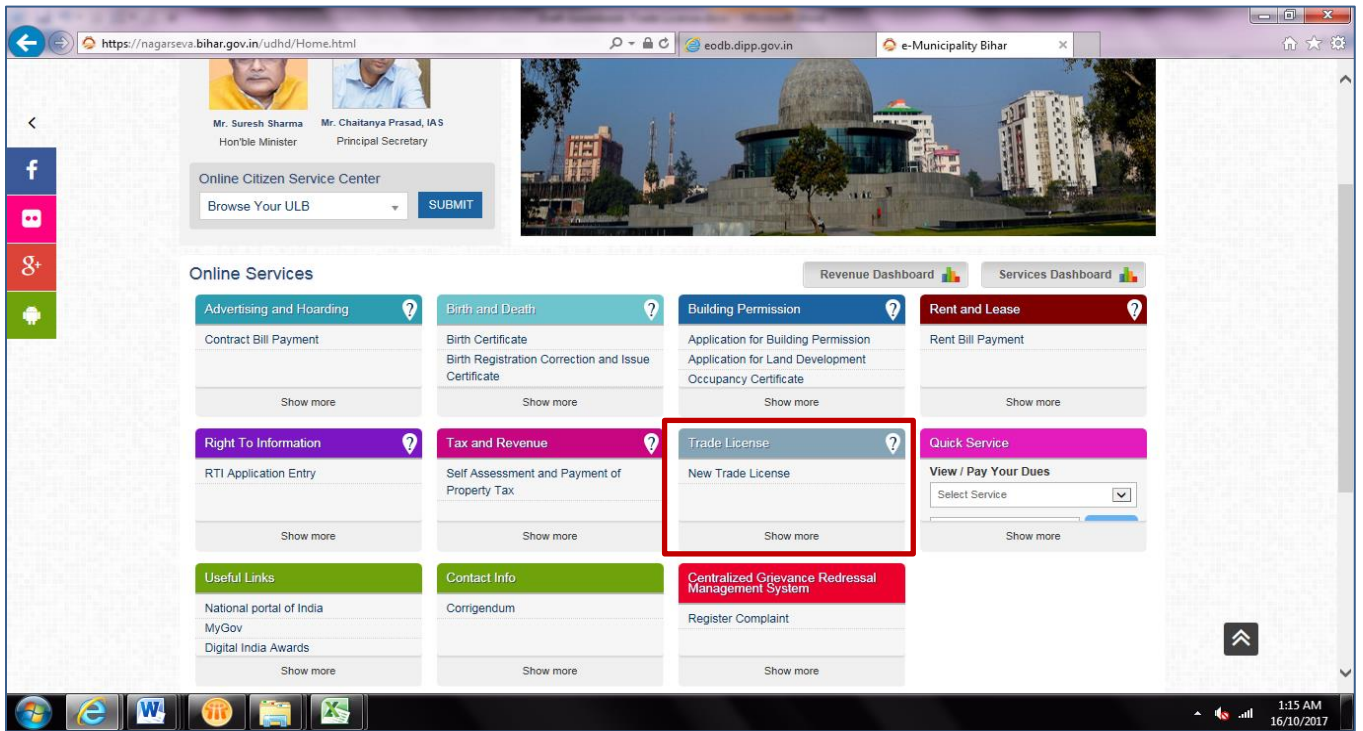 https://nagarseva.bihar.gov.in/udhd/Home.html
eodb.dipp.gov.in
e-Municipality Bihar
Mr. Suresh Sharma
Hon'ble Minister
Mr. Chaitanya Prasad, IAS
Principal Secretary
Online Citizen Service Center
Browse Your ULB
SUBMIT
Online Services
Revenue Dashboard
Services Dashboard
Advertising and Hoarding ?
Contract Bill Payment
Show more
Birth and Death ?
Birth Certificate
Birth Registration Correction and Issue
Certificate
Show more
Building Permission ?
Application for Building Permission
Application for Land Development
Occupancy Certificate
Show more
Rent and Lease ?
Rent Bill Payment
Show more
Right To Information ?
RTI Application Entry
Show more
Tax and Revenue ?
Self Assessment and Payment of
Property Tax
Show more
Trade License ?
New Trade License
Show more
Quick Service
View / Pay Your Dues
Select Service
Show more
Useful Links
National portal of India
MyGov
Digital India Awards
Show more
Contact Info
Corrigendum
Show more
Centralized Grievance Redressal
Management System
Register Complaint
Show more
1:15 AM
16/10/2017